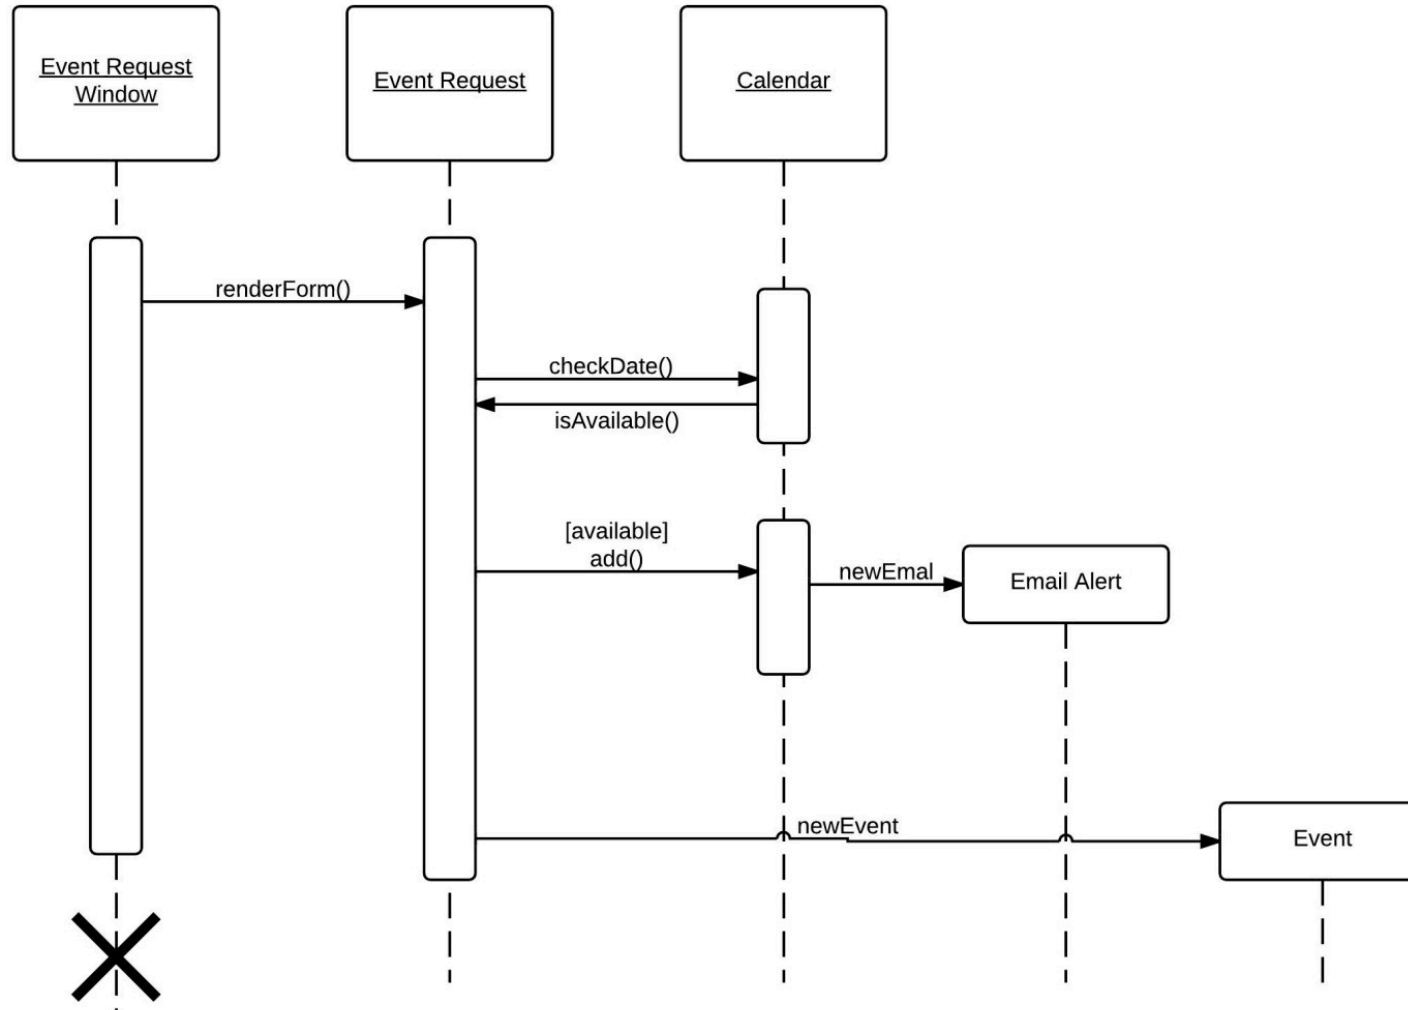 Event Request
Window
Event Request
Calendar
renderForm()
checkDate()
isAvailable()
[available]
add()
newEmal
Email Alert
newEvent
Event